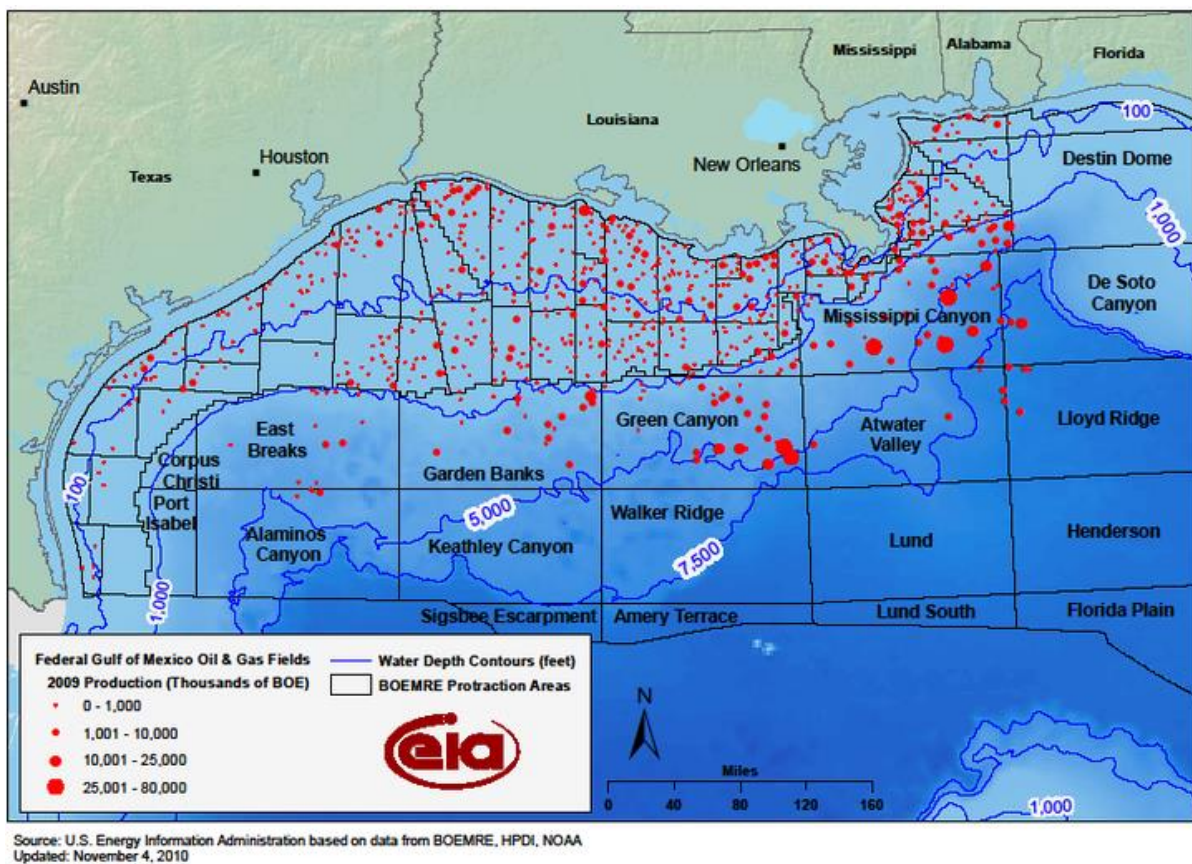 Mississippi
Alabama
Florida
Austin
100
Louisiana
Houston
New Orleans
Destin Dome
Texas
1,000
De Soto
Canyon
Mississippi Canyon
East
Breaks
Green Canyon
Atwater
Valley
Lloyd Ridge
Corpus
Christi
Garden Banks
100
Port
Isabel
5,000
Walker Ridge
Alaminos
Canyon
Keathley Canyon
7,500
Lund
Henderson
1,000
Sigsbee Escarpment
Amery Terrace
Lund South
Florida Plain
Federal Gulf of Mexico Oil & Gas Fields
2009 Production (Thousands of BOE)
0 - 1,000
1,001 - 10,000
10,001 - 25,000
25,001 - 80,000
Water Depth Contours (feet)
BOEMRE Protraction Areas
eia
N
Miles
0 40 80 120 160
1,000
Source: U.S. Energy Information Administration based on data from BOEMRE, HPDI, NOAA
Updated: November 4, 2010